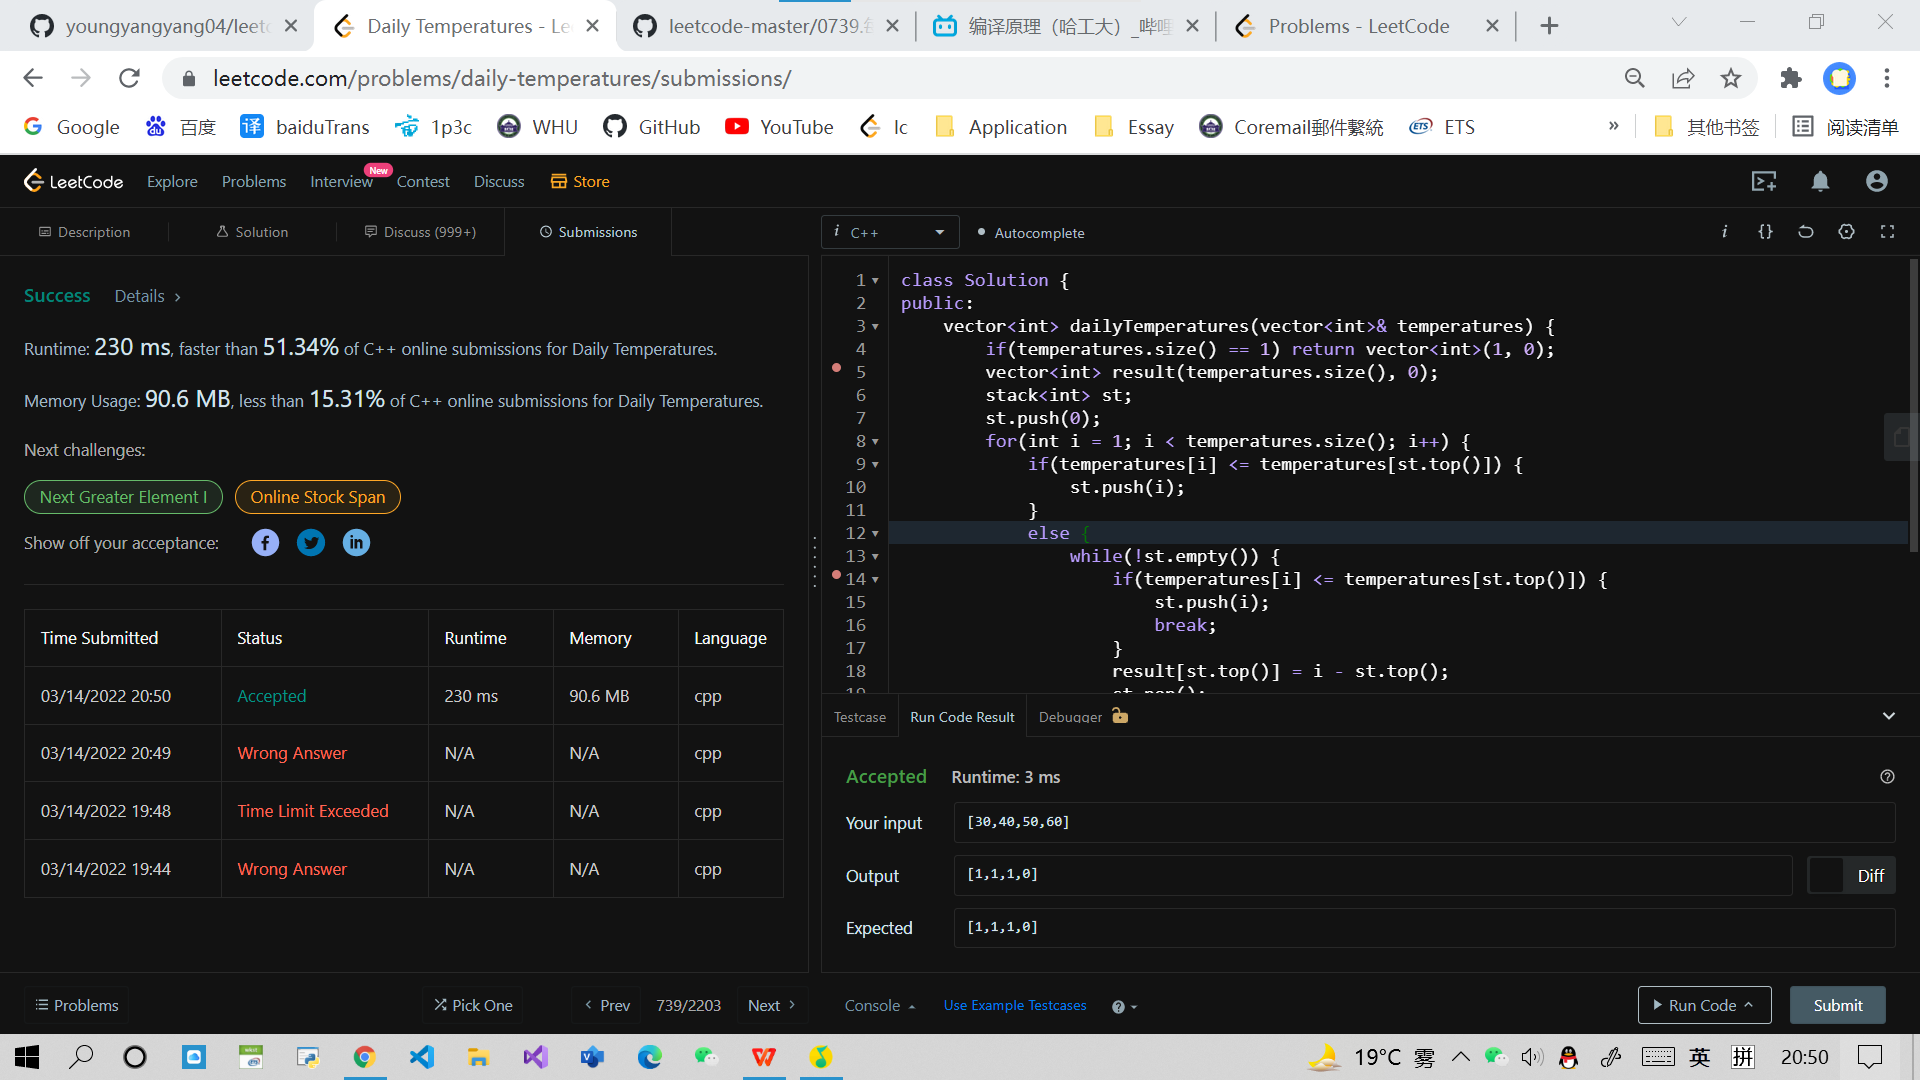 youngyangyang04/leetc
Daily Temperatures - Le
leetcode-master/0739.每
编译原理（哈工大）_哔哩
Problems - LeetCode
leetcode.com/problems/daily-temperatures/submissions/
Google 百度 baiduTrans 1p3c WHU GitHub YouTube lc Application Essay Coremail郵件繫統 ETS » 其他书签 阅读清单
LeetCode Explore Problems Interview New Contest Discuss Store
Description Solution Discuss (999+) Submissions
Success Details ›
Runtime: 230 ms, faster than 51.34% of C++ online submissions for Daily Temperatures.
Memory Usage: 90.6 MB, less than 15.31% of C++ online submissions for Daily Temperatures.
Next challenges:
Next Greater Element I Online Stock Span
Show off your acceptance:
Time Submitted Status Runtime Memory Language
03/14/2022 20:50 Accepted 230 ms 90.6 MB cpp
03/14/2022 20:49 Wrong Answer N/A N/A cpp
03/14/2022 19:48 Time Limit Exceeded N/A N/A cpp
03/14/2022 19:44 Wrong Answer N/A N/A cpp
Problems Pick One ‹ Prev 739/2203 Next ›
i C++ Autocomplete i {}
1 class Solution {
2 public:
3 vector<int> dailyTemperatures(vector<int>& temperatures) {
4 if(temperatures.size() == 1) return vector<int>(1, 0);
5 vector<int> result(temperatures.size(), 0);
6 stack<int> st;
7 st.push(0);
8 for(int i = 1; i < temperatures.size(); i++) {
9 if(temperatures[i] <= temperatures[st.top()]) {
10 st.push(i);
11 }
12 else {
13 while(!st.empty()) {
14 if(temperatures[i] <= temperatures[st.top()]) {
15 st.push(i);
16 break;
17 }
18 result[st.top()] = i - st.top();
19 st.pop();
Testcase Run Code Result Debugger
Accepted Runtime: 3 ms
Your input [30,40,50,60]
Output [1,1,1,0] Diff
Expected [1,1,1,0]
Console Use Example Testcases Run Code Submit
19°C 雾 英 拼 20:50